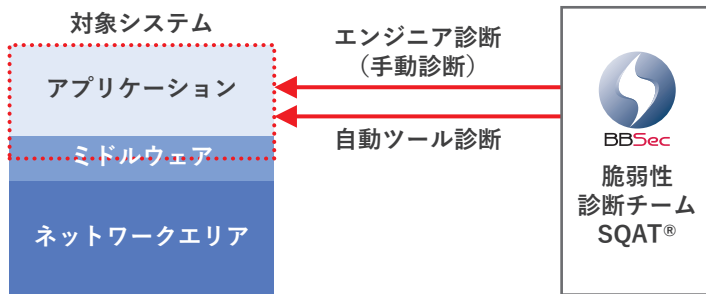 対象システム
アプリケーション
ミドルウェア
ネットワークエリア
エンジニア診断
（手動診断）
自動ツール診断
BBSec
脆弱性
診断チーム
SQAT®